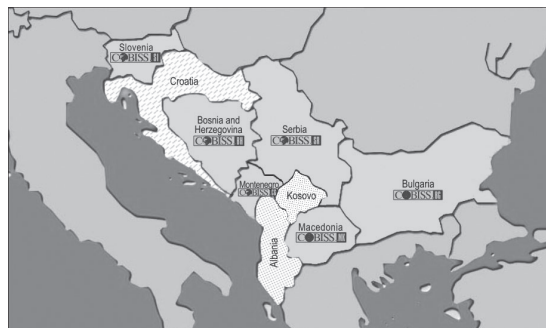 Slovenia
COBISS
Croatia
Bosnia and
Herzegovina
COBISS
Serbia
COBISS
Montenegro
COBISS
Kosovo
Bulgaria
COBISS
Macedonia
COBISS
Albania